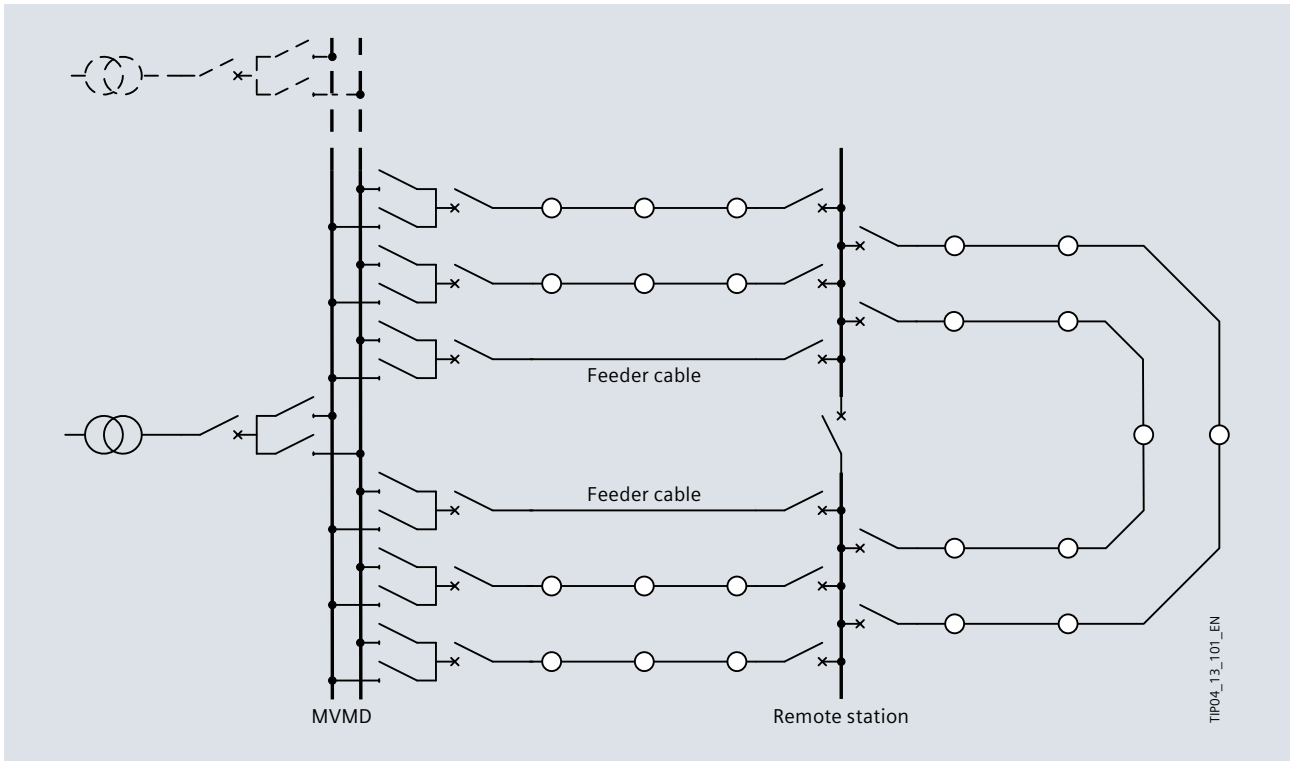 Feeder cable
Feeder cable
MVMD
Remote station
TIP04_13_101_EN